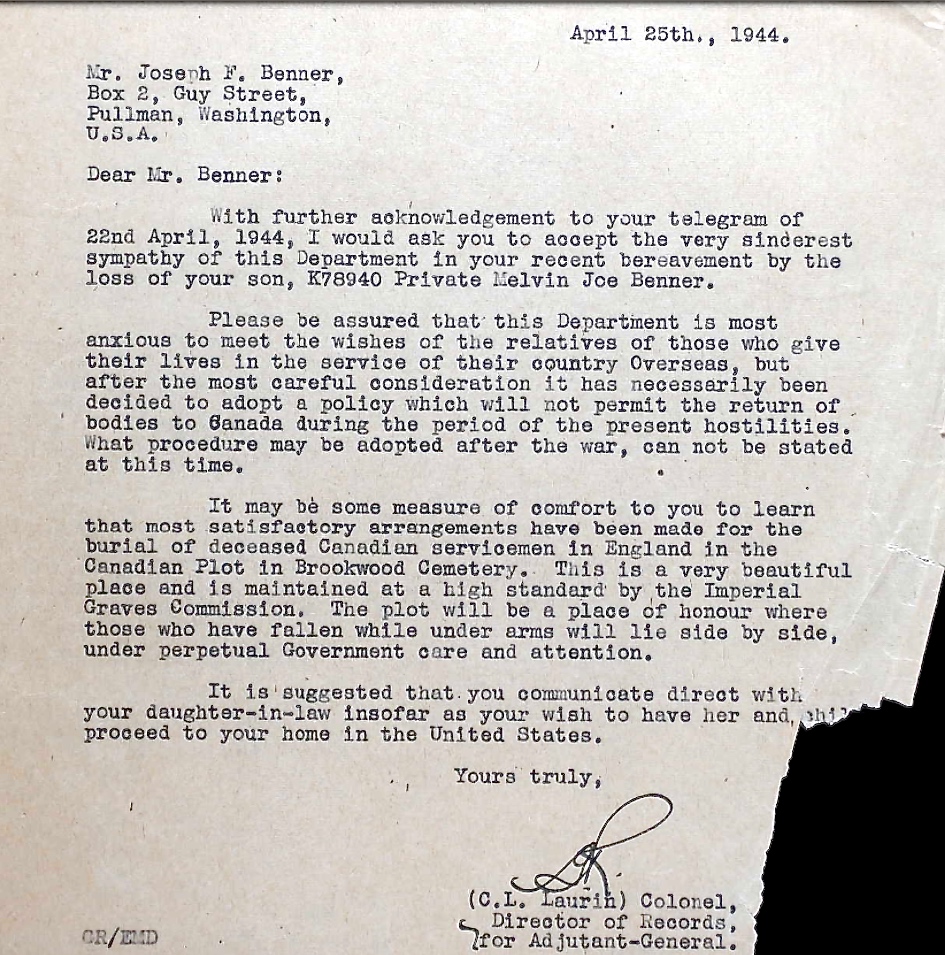 April 25th., 1944.
Mr. Joseph F. Benner,
Box 2, Guy Street,
Pullman, Washington,
U.S.A.
Dear Mr. Benner:
With further acknowledgement to your telegram of
22nd April, 1944, I would ask you to accept the very sincerest
sympathy of this Department in your recent bereavement by the
loss of your son, K78940 Private Melvin Joe Benner.
Please be assured that this Department is most
anxious to meet the wishes of the relatives of those who give
their lives in the service of their country Overseas, but
after the most careful consideration it has necessarily been
decided to adopt a policy which will not permit the return of
bodies to Canada during the period of the present hostilities.
What procedure may be adopted after the war, can not be stated
at this time.
It may be some measure of comfort to you to learn
that most satisfactory arrangements have been made for the
burial of deceased Canadian servicemen in England in the
Canadian Plot in Brookwood Cemetery. This is a very beautiful
place and is maintained at a high standard by the Imperial
Graves Commission. The plot will be a place of honour where
those who have fallen while under arms will lie side by side,
under perpetual Government care and attention.
It is suggested that you communicate direct with
your daughter-in-law insofar as your wish to have her and
proceed to your home in the United States.
Yours truly,
(C.L. Laurin) Colonel,
Director of Records,
for Adjutant-General.
GR/EMD